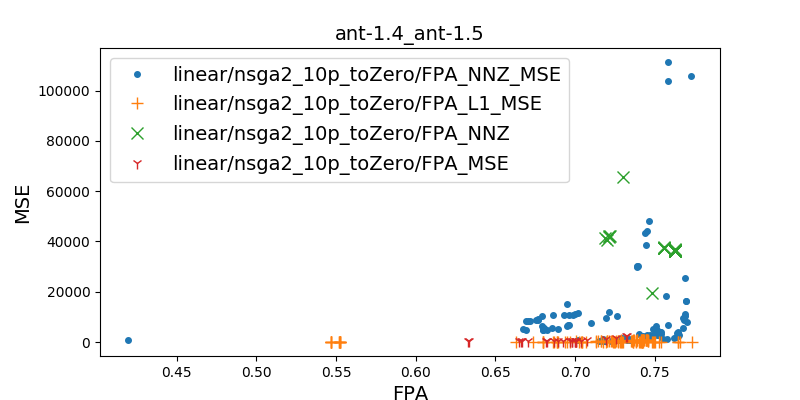 ant-1.4_ant-1.5
linear/nsga2_10p_toZero/FPA_NNZ_MSE
linear/nsga2_10p_toZero/FPA_L1_MSE
linear/nsga2_10p_toZero/FPA_NNZ
linear/nsga2_10p_toZero/FPA_MSE
MSE
100000
80000
60000
40000
20000
0
0.45 0.50 0.55 0.60 0.65 0.70 0.75
FPA